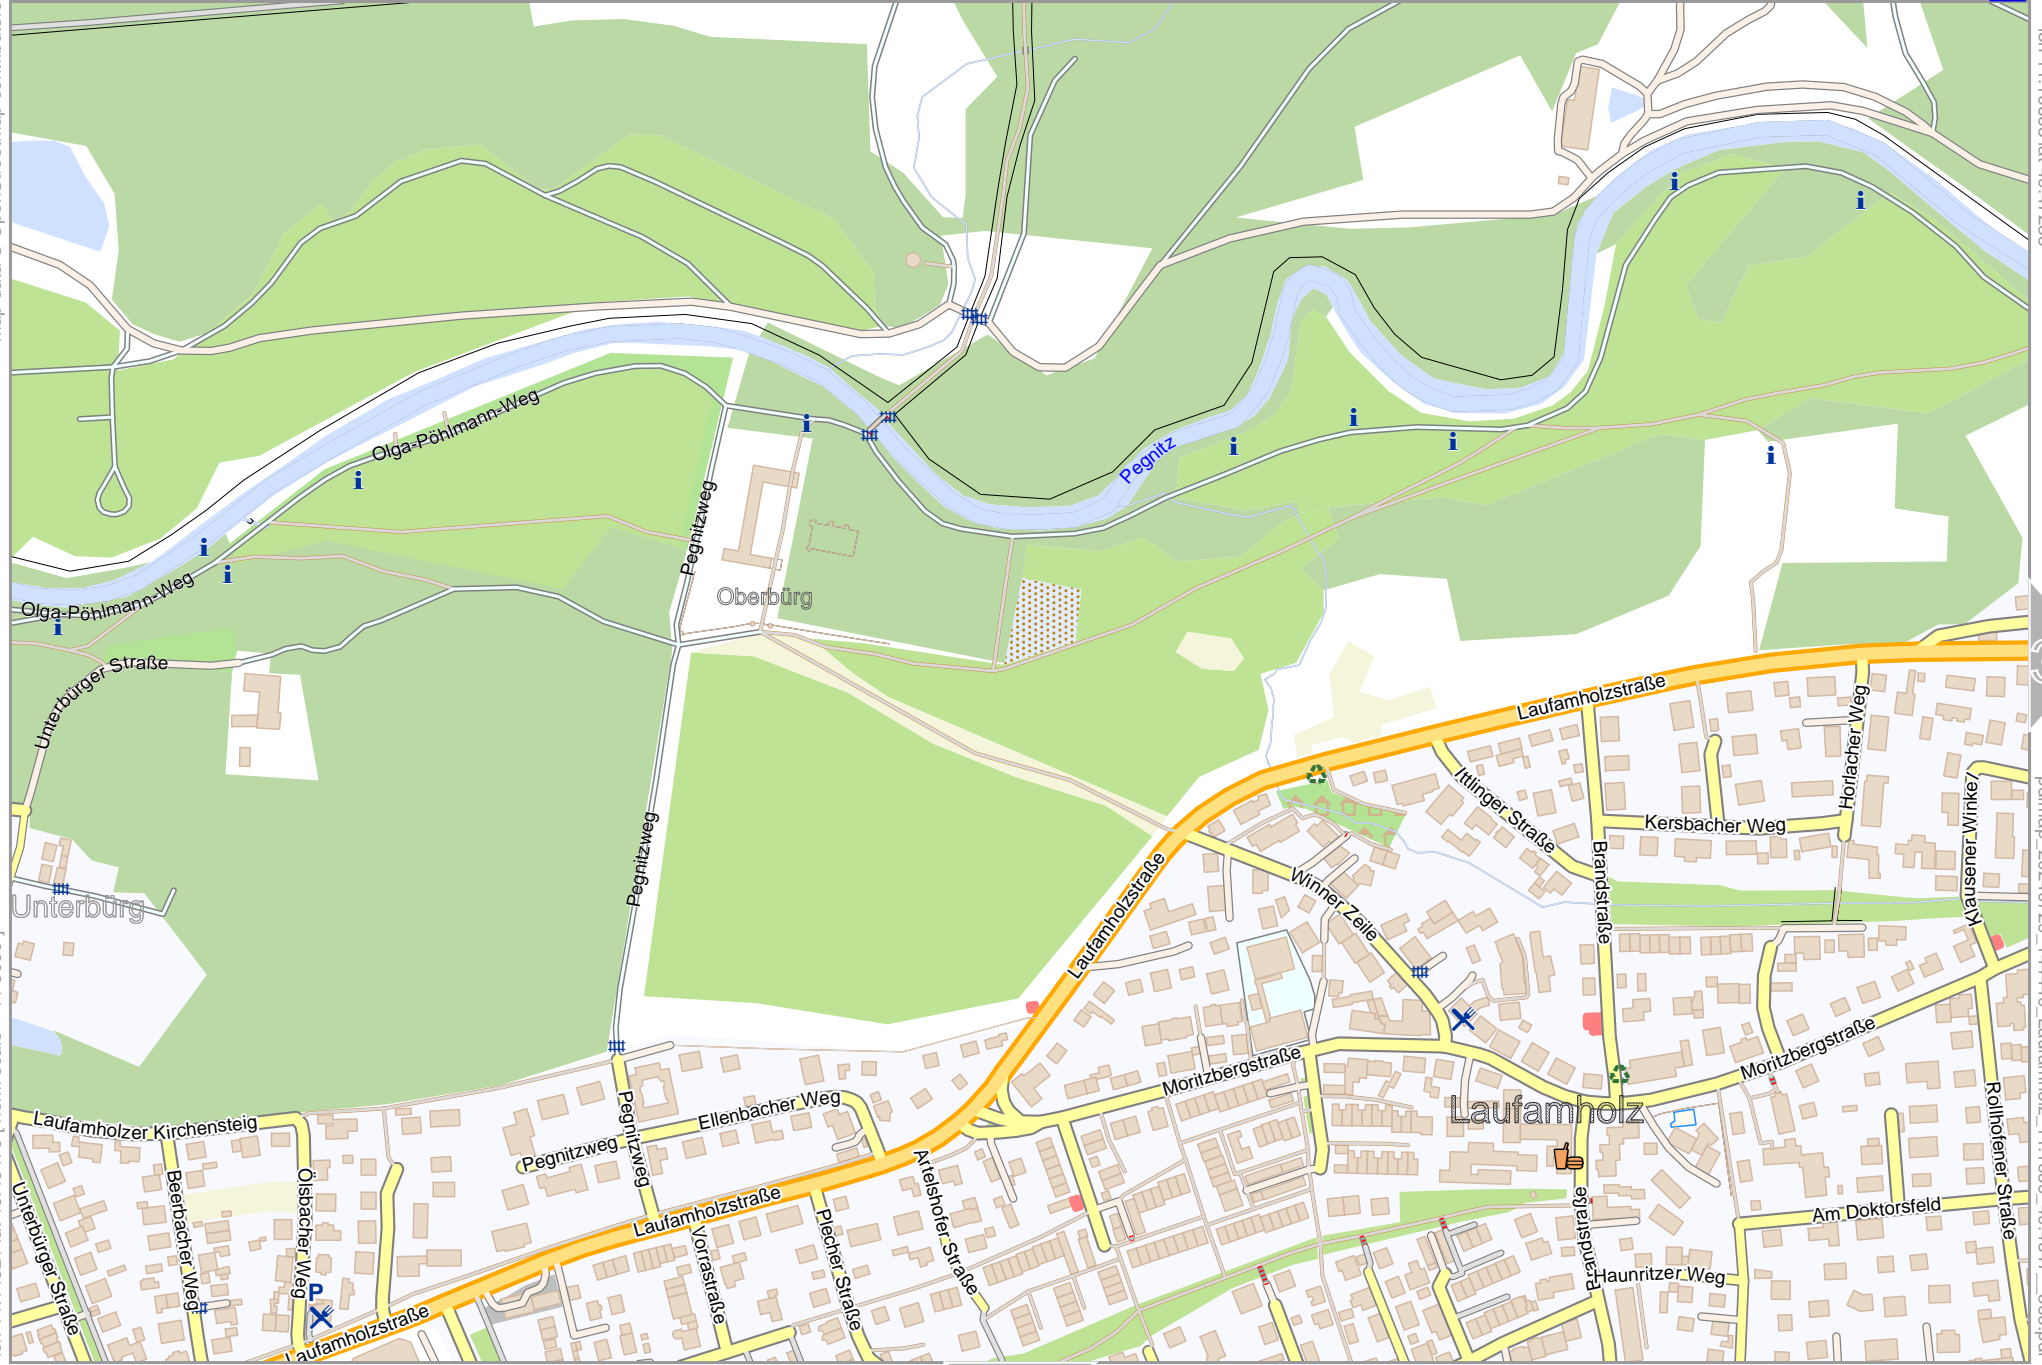 Olga-Pöhlmann-Weg
Pegnitz
Pegnitzweg
Olga-Pöhlmann-Weg
Oberbürg
Unterbürger Straße
Laufamholzstraße
Horlacher Weg
Ittlinger Straße
Kersbacher Weg
Klausener Winkel
Pegnitzweg
Brandstraße
Winner Zeile
Laufamholzstraße
Unterbürg
Moritzbergstraße
Moritzbergstraße
Laufamholz
Ellenbacher Weg
Laufamholzer Kirchensteig
Pegnitzweg
Pegnitzweg
Rollhofener Straße
Am Doktorsfeld
Unterbürger Straße
Beerbacher Weg
Ölsbacher Weg
Laufamholzstraße
Artelshofer Straße
Plecher Straße
Vorrastraße
Brandstraße
Haunritzer Weg
P
Laufamholzstraße